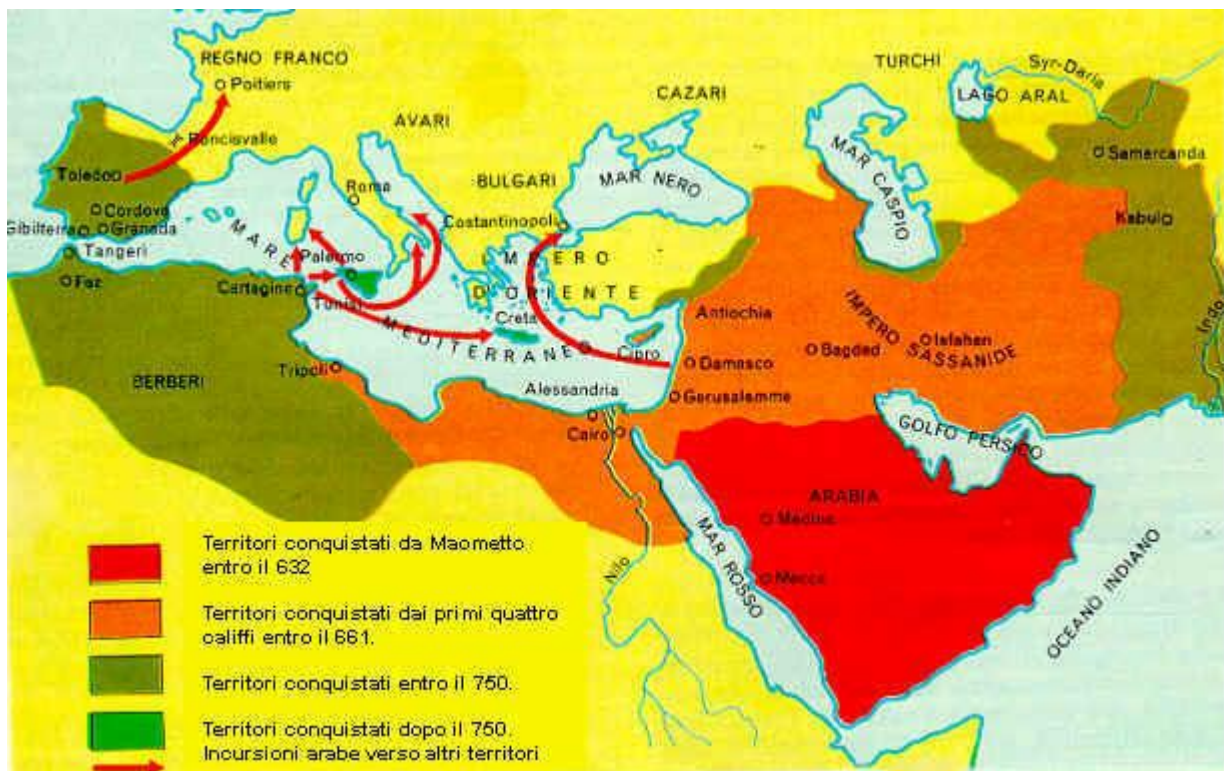 REGNO FRANCO
Poitiers
TURCHI
Syr-Daria
LAGO ARAL
CAZARI
AVARI
Roncisvalle
MAR CASPIO
Samercanda
Toledo
Roma
BULGARI
MAR NERO
Cordova
Costantinopoli
Kabul
Gibilterra
Granada
Tangeri
MARE MEDITERRANEO
Palermo
IMPERO
D'ORIENTE
Fez
Cartagine
Tunisi
Creta
Antiochia
IMPERO SASSANIDE
Isfahan
Indo
Cipro
Bagdad
Damasco
BERBERI
Tripoli
Alessandria
Gerusalemme
Cairo
GOLFO PERSICO
ARABIA
Medina
MAR ROSSO
Mecca
Nilo
OCEANO INDIANO
Territori conquistati da Maometto
entro il 632
Territori conquistati dai primi quattro
califfi entro il 661.
Territori conquistati entro il 750.
Territori conquistati dopo il 750.
Incursioni arabe verso altri territori